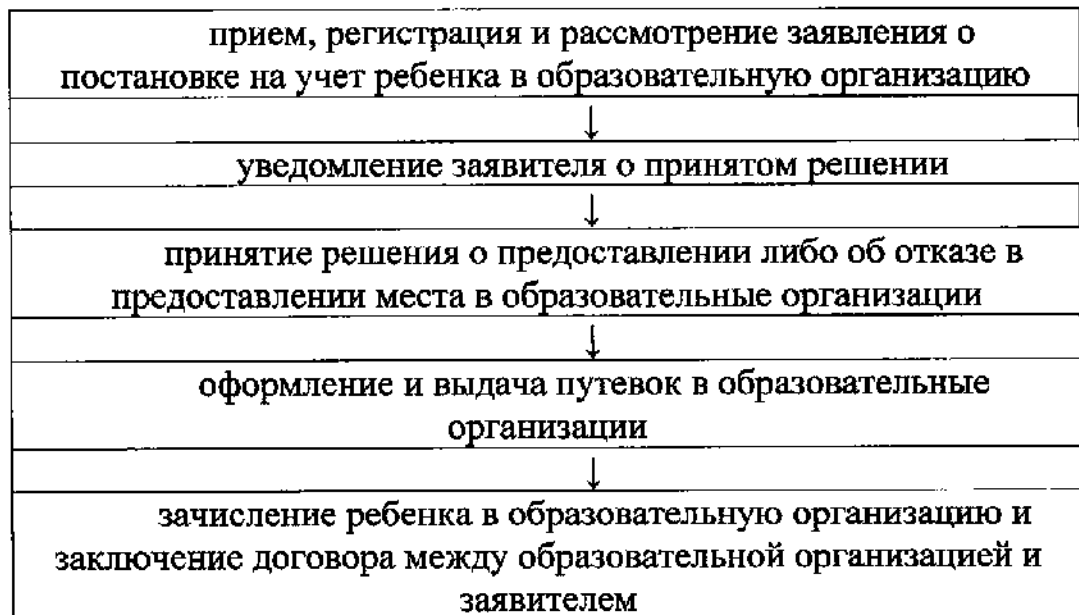 прием, регистрация и рассмотрение заявления о
постановке на учет ребенка в образовательную организацию
↓
уведомление заявителя о принятом решении
↓
принятие решения о предоставлении либо об отказе в
предоставлении места в образовательные организации
↓
оформление и выдача путевок в образовательные
организации
↓
зачисление ребенка в образовательную организацию и
заключение договора между образовательной организацией и
заявителем